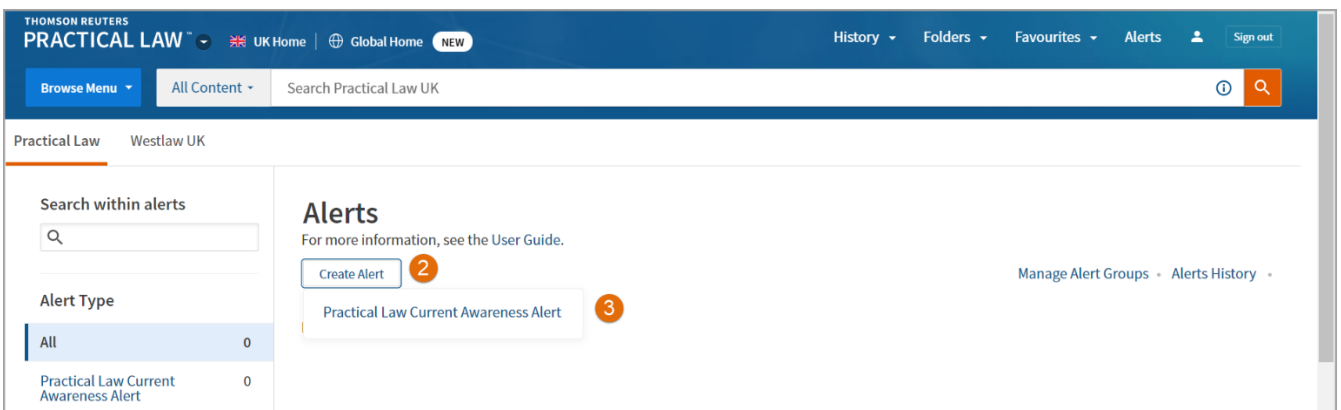 THOMSON REUTERS
PRACTICAL LAW™ UK Home | Global Home NEW History Folders Favourites Alerts Sign out
Browse Menu All Content Search Practical Law UK
Practical Law Westlaw UK
Search within alerts
Alerts
For more information, see the User Guide.
Create Alert 2 Manage Alert Groups • Alerts History •
Alert Type
Practical Law Current Awareness Alert 3
All 0
Practical Law Current 0
Awareness Alert